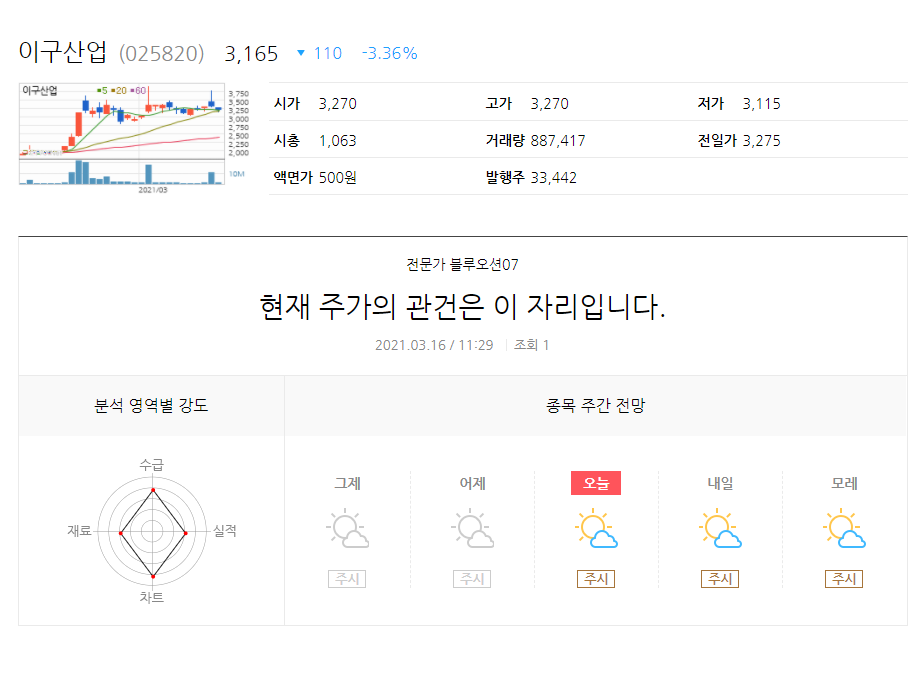 이구산업 (025820) 3,165 ▼ 110 -3.36%
이구산업 ■5 ■20 ■60
3,750
3,500
3,250
3,000
2,750
2,500
2,250
2,000
10M
2021/03
시가 3,270 고가 3,270 저가 3,115
시총 1,063 거래량 887,417 전일가 3,275
액면가 500원 발행주 33,442
전문가 블루오션07
현재 주가의 관건은 이 자리입니다.
2021.03.16 / 11:29 조회 1
분석 영역별 강도 종목 주간 전망
수급
재료 실적
차트
그제 어제 오늘 내일 모레
주시 주시 주시 주시 주시